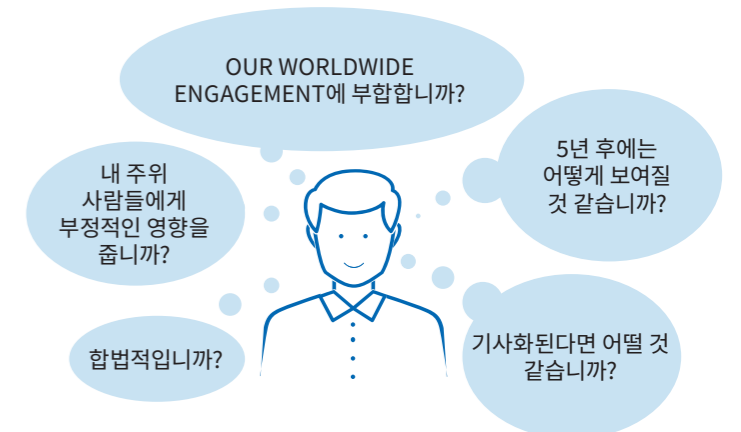 OUR WORLDWIDE
ENGAGEMENT에 부합합니까?
내 주위
사람들에게
부정적인 영향을
줍니까?
5년 후에는
어떻게 보여질
것 같습니까?
합법적입니까?
기사화된다면 어떨 것
같습니까?